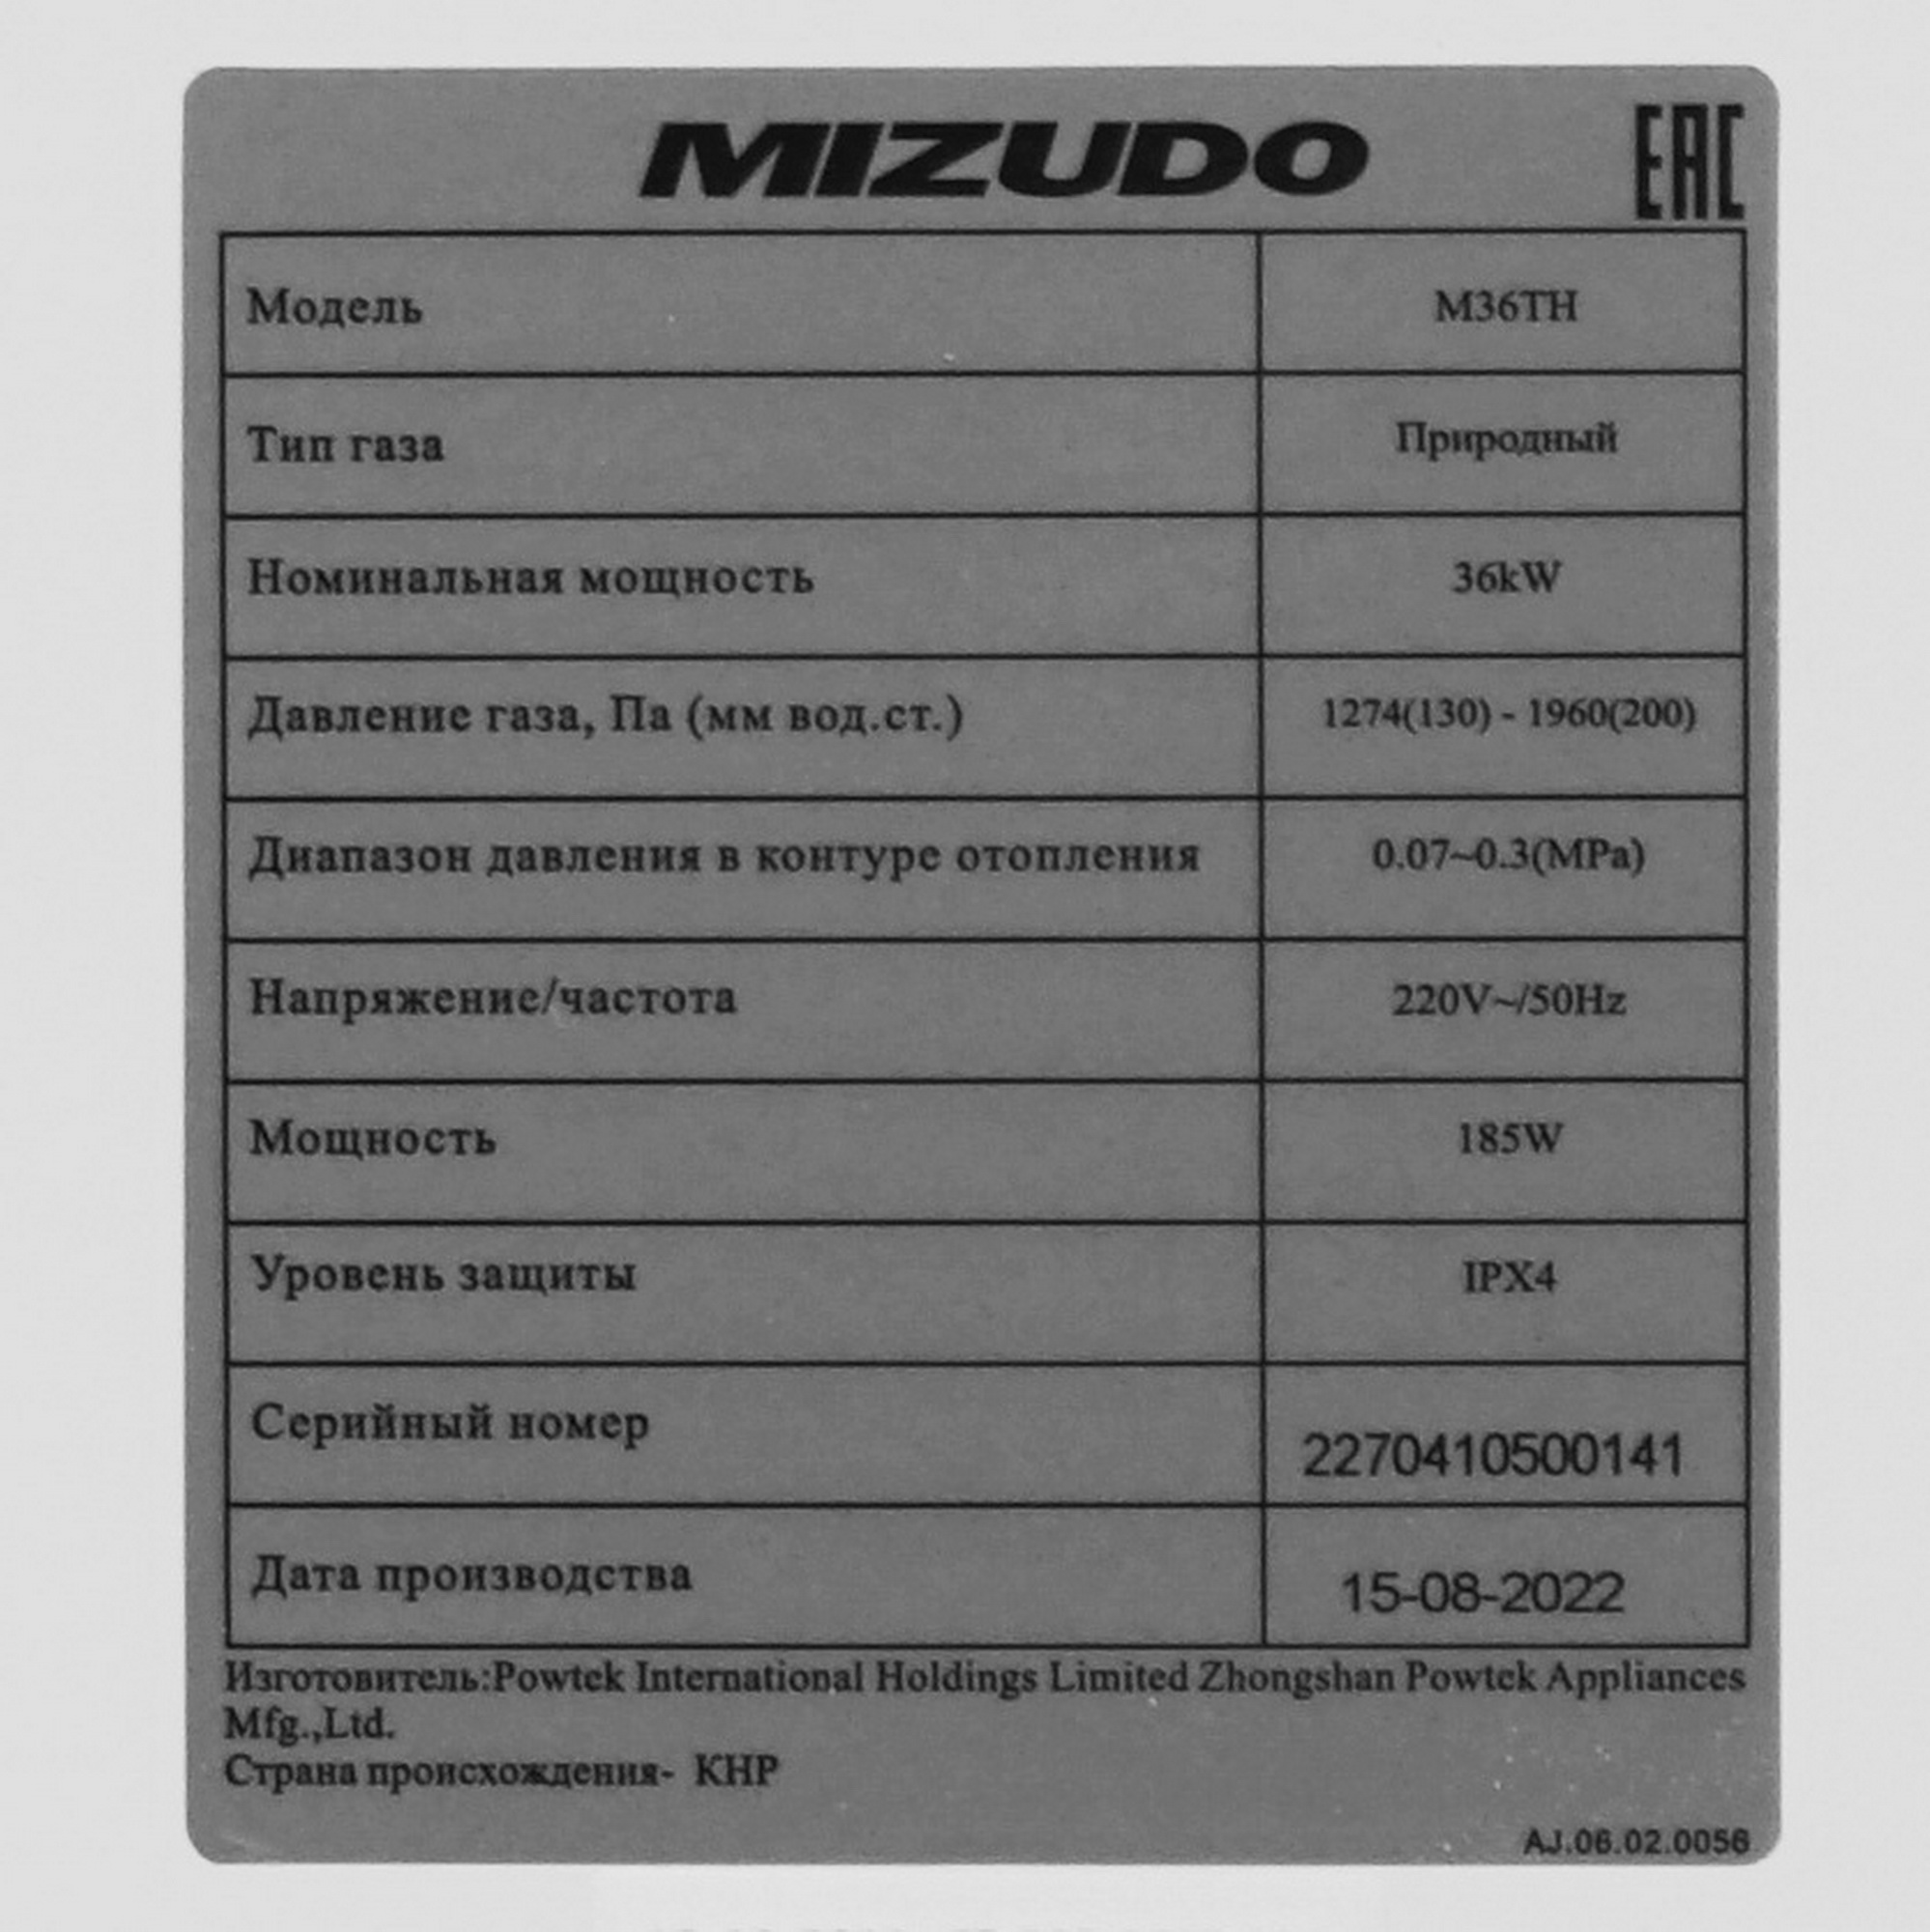 MIZUDO EAC
Модель M36TH
Тип газа Природный
Номинальная мощность 36kW
Давление газа, Па (мм вод.ст.) 1274(130) - 1960(200)
Диапазон давления в контуре отопления 0.07~0.3(MPa)
Напряжение/частота 220V~/50Hz
Мощность 185W
Уровень защиты IPX4
Серийный номер 2270410500141
Дата производства 15-08-2022
Изготовитель:Powtek International Holdings Limited Zhongshan Powtek Appliances
Mfg.,Ltd.
Страна происхождения- КНР
AJ.06.02.0056